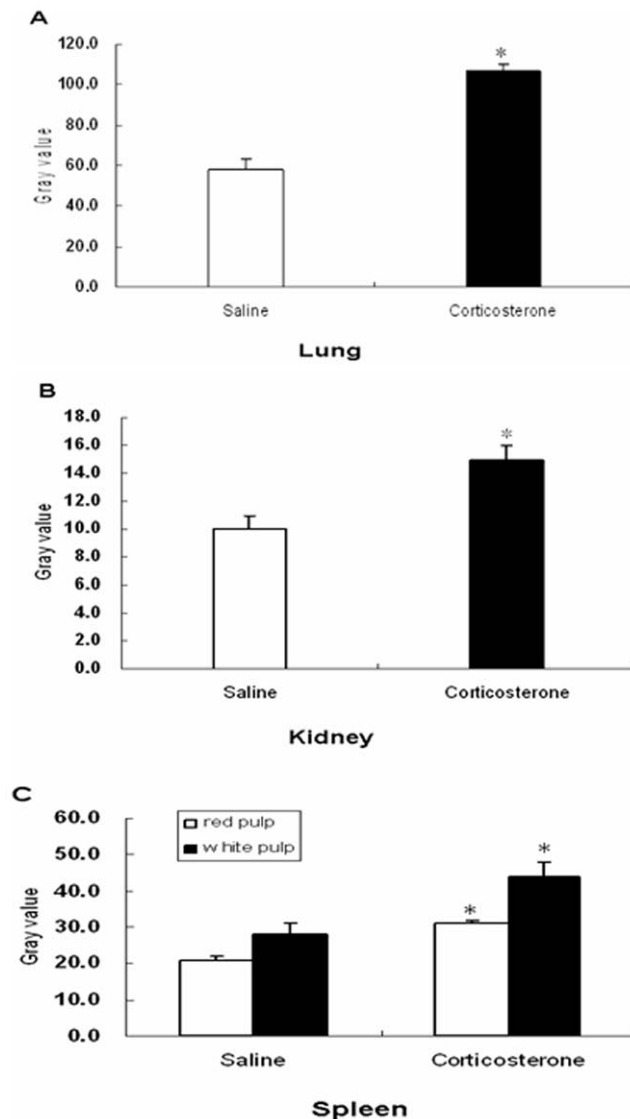 A
120.0
100.0
80.0
60.0
40.0
20.0
0.0
Gray value
*
Saline
Corticosterone
Lung
B
18.0
16.0
14.0
12.0
10.0
8.0
6.0
4.0
2.0
0.0
Gray value
*
Saline
Corticosterone
Kidney
C
60.0
50.0
40.0
30.0
20.0
10.0
0.0
Gray value
red pulp
w hite pulp
*
*
Saline
Corticosterone
Spleen